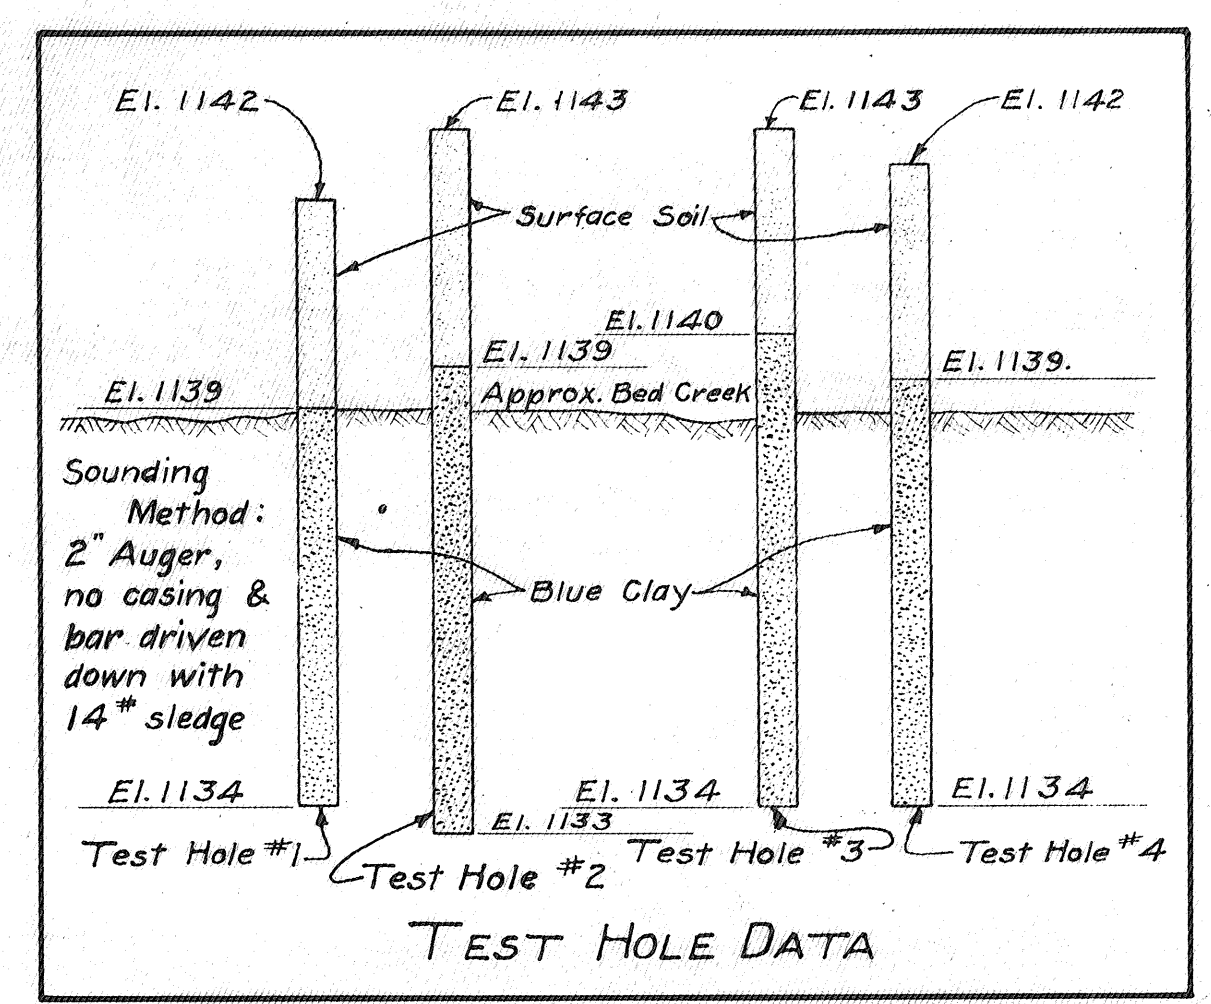 El. 1142
El. 1143
El. 1143
El. 1142
Surface Soil
El. 1140
El. 1139
El. 1139.
El. 1139
Approx. Bed Creek
Sounding
Method:
2" Auger,
no casing &
bar driven
down with
14# sledge
Blue Clay
El. 1134
El. 1134
El. 1134
El. 1133
Test Hole #1
Test Hole #2
Test Hole #3
Test Hole #4
TEST HOLE DATA